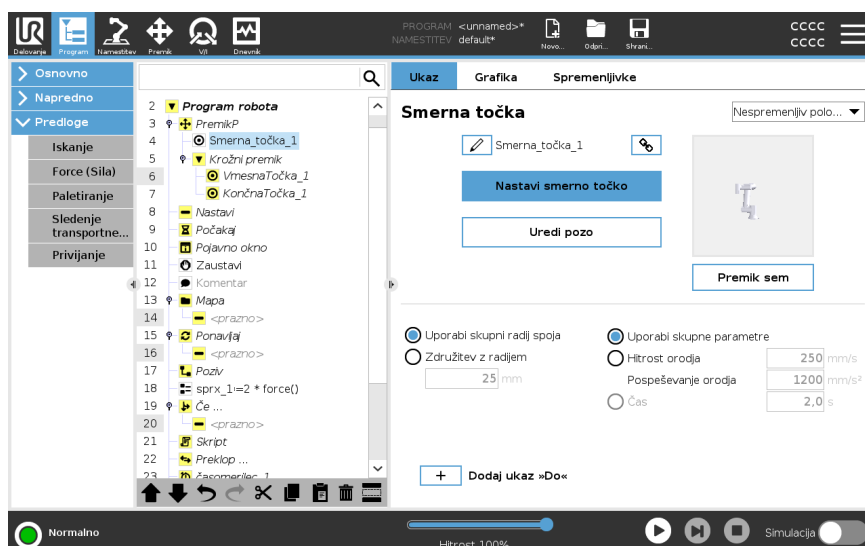 PROGRAM <unnamed>*
NAMESTITEV default*
UR
Delovanje Program Namestitev Premik V/I Dnevnik Novo... Odpri... Shrani...
CCCC
CCCC
Osnovno
Napredno
Predloge
Iskanje
Force (Sila)
Paletiranje
Sledenje
transportne...
Privijanje
2 Program robota
3 PremikP
4 Smerna_točka_1
5 Krožni premik
6 VmesnaTočka_1
7 KončnaTočka_1
8 Nastavi
9 Počakaj
10 Pojavno okno
11 Zaustavi
12 Komentar
13 Mapa
14 <prazno>
15 Ponavljaj
16 <prazno>
17 Poziv
18 sprx_1:=2 * force()
19 Če ...
20 <prazno>
21 Skript
22 Preklop ...
23 časomerilec_1
Ukaz Grafika Spremenljivke
Smerna točka
Nespremenljiv polo...
Smerna_točka_1
Nastavi smerno točko
Uredi pozo
Premik sem
Uporabi skupni radij spoja
Združitev z radijem
25 mm
Uporabi skupne parametre
Hitrost orodja 250 mm/s
Pospeševanje orodja 1200 mm/s²
Čas 2,0 s
+ Dodaj ukaz »Do«
Normalno
Hitrost 100%
Simulacija